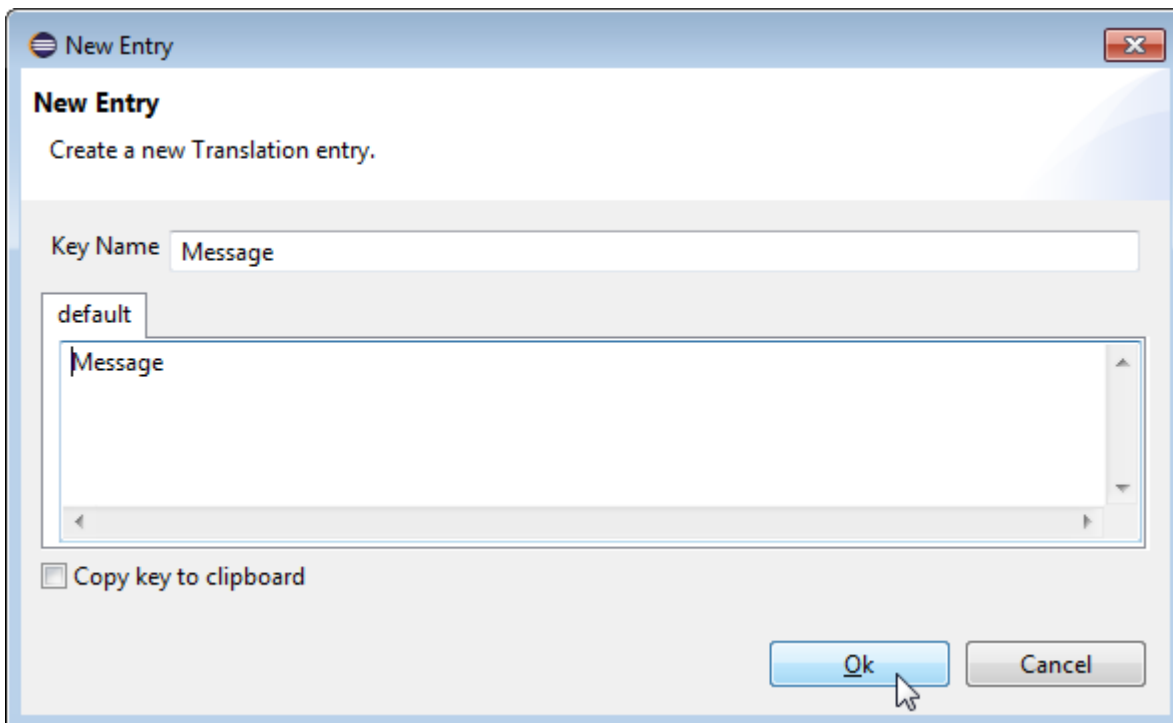 New Entry
New Entry
Create a new Translation entry.
Key Name Message
default
Message
Copy key to clipboard
Ok Cancel